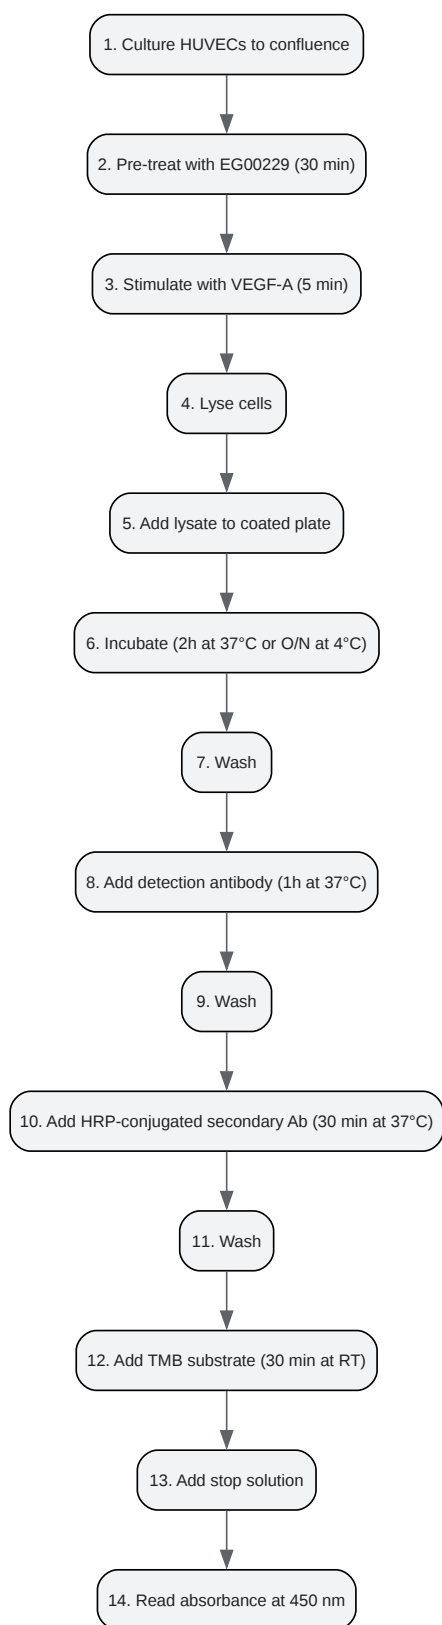 1. Culture HUVECs to confluence
2. Pre-treat with EG00229 (30 min)
3. Stimulate with VEGF-A (5 min)
4. Lyse cells
5. Add lysate to coated plate
6. Incubate (2h at 37°C or O/N at 4°C)
7. Wash
8. Add detection antibody (1h at 37°C)
9. Wash
10. Add HRP-conjugated secondary Ab (30 min at 37°C)
11. Wash
12. Add TMB substrate (30 min at RT)
13. Add stop solution
14. Read absorbance at 450 nm